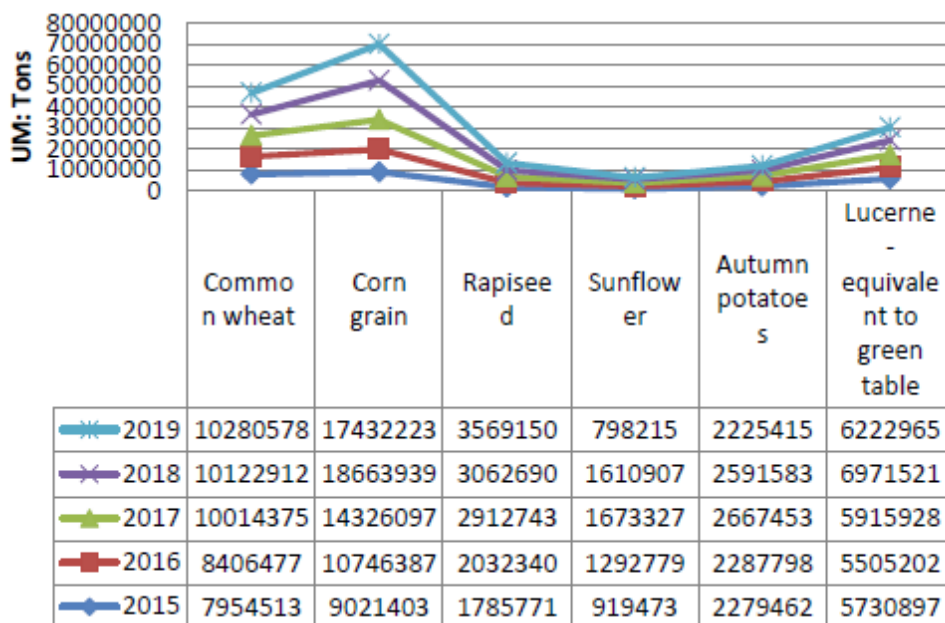 UM: Tons
80000000
70000000
60000000
50000000
40000000
30000000
20000000
10000000
0
Commo
n wheat
Corn
grain
Rapisee
d
Sunflow
er
Autumn
potatoe
s
Lucerne
-
equivale
nt to
green
table
2019 10280578 17432223 3569150 798215 2225415 6222965
2018 10122912 18663939 3062690 1610907 2591583 6971521
2017 10014375 14326097 2912743 1673327 2667453 5915928
2016 8406477 10746387 2032340 1292779 2287798 5505202
2015 7954513 9021403 1785771 919473 2279462 5730897